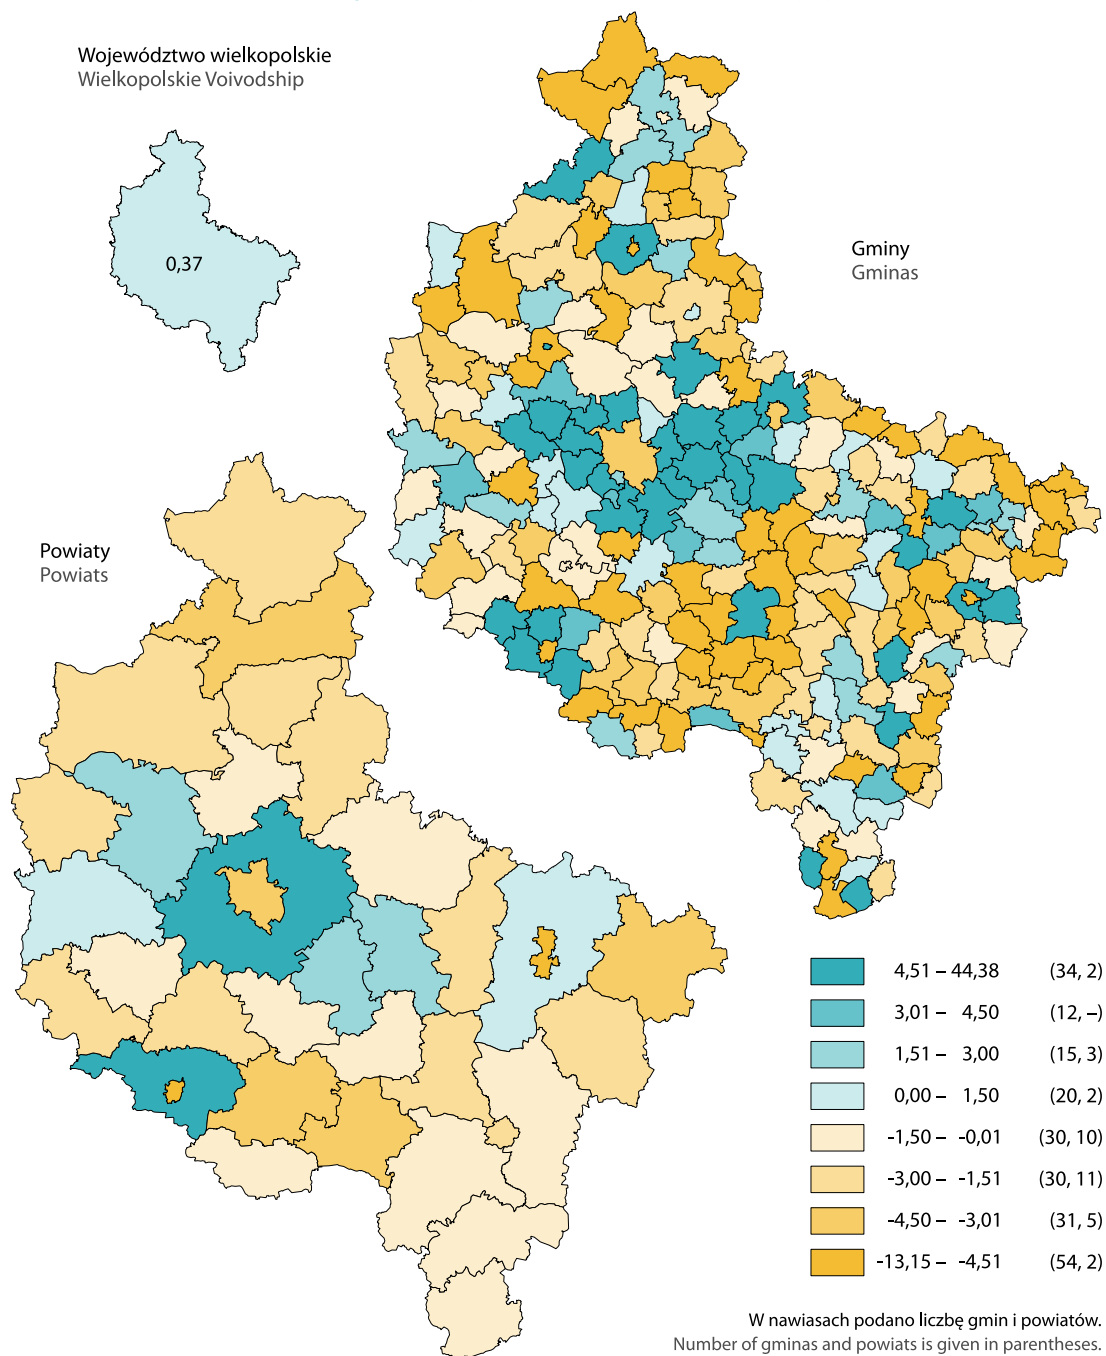 Województwo wielkopolskie
Wielkopolskie Voivodship
0,37
Gminy
Gminas
Powiaty
Powiats
4,51 – 44,38 (34, 2)
3,01 – 4,50 (12, –)
1,51 – 3,00 (15, 3)
0,00 – 1,50 (20, 2)
-1,50 – -0,01 (30, 10)
-3,00 – -1,51 (30, 11)
-4,50 – -3,01 (31, 5)
-13,15 – -4,51 (54, 2)
W nawiasach podano liczbę gmin i powiatów.
Number of gminas and powiats is given in parentheses.